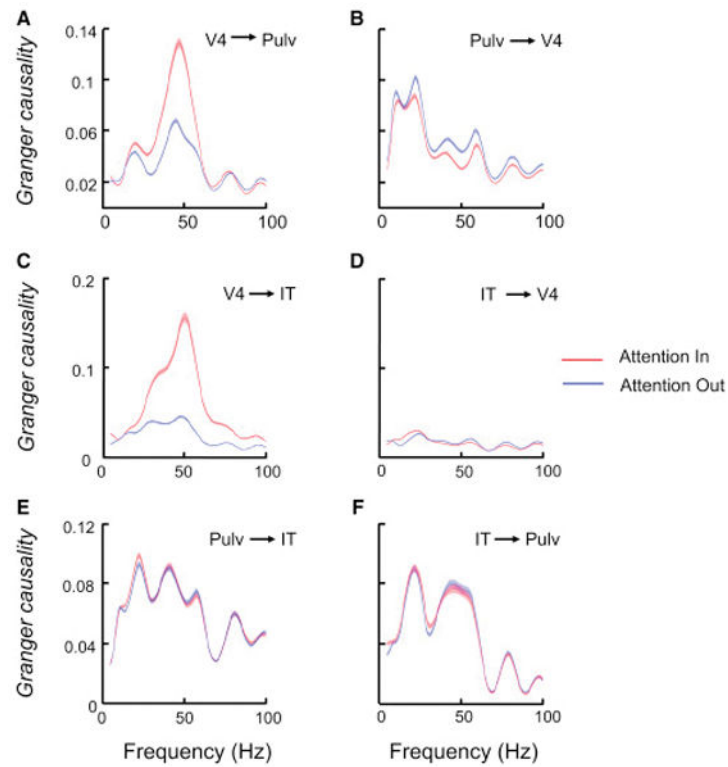 A
B
V4 → Pulv
Pulv → V4
Granger causality
0.14
0.1
0.06
0.02
0
50
100
0
50
100
C
D
V4 → IT
IT → V4
Granger causality
0.2
0.1
0
0
50
100
0
50
100
Attention In
Attention Out
E
F
Pulv → IT
IT → Pulv
Granger causality
0.12
0.08
0.04
0
0
50
100
0
50
100
Frequency (Hz)
Frequency (Hz)